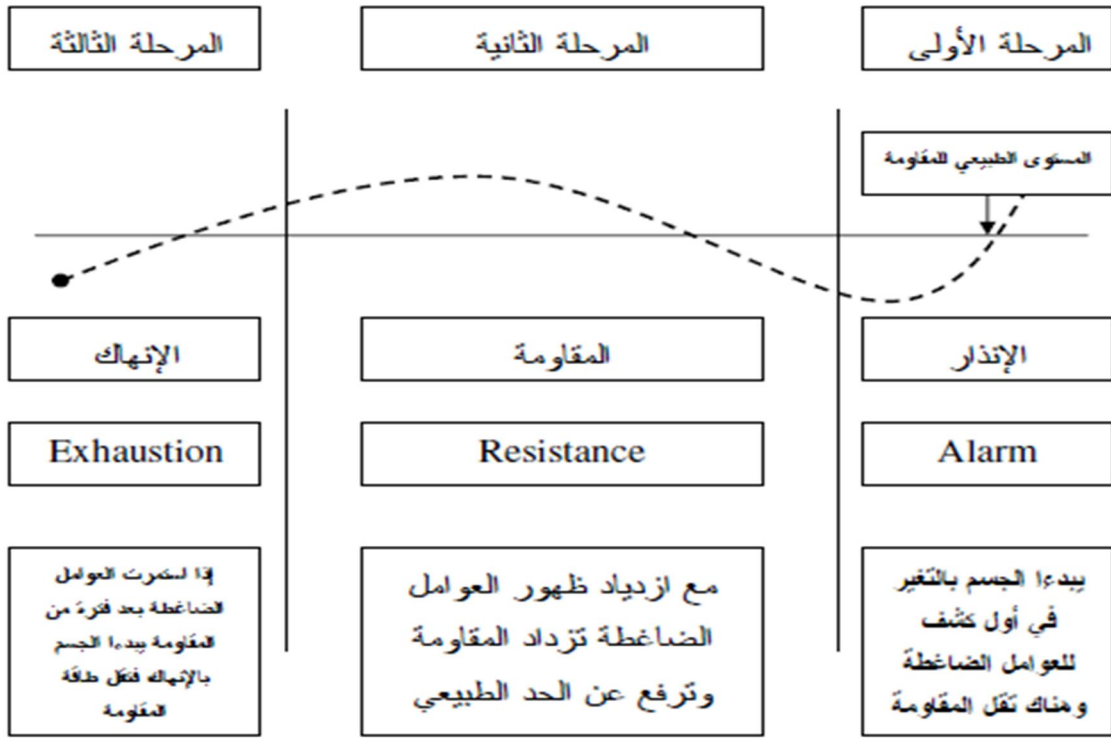 المرحلة الأولى
المرحلة الثانية
المرحلة الثالثة
المستوى الطبيعي للمقاومة
الإنذار
المقاومة
الإنهاك
Alarm
Resistance
Exhaustion
يبدءا الجسم بالتغير
في أول كشف
للعوامل الضاغطة
وهناك تقل المقاومة
مع ازدياد ظهور العوامل
الضاغطة تزداد المقاومة
وترفع عن الحد الطبيعي
إذا استمرت العوامل
الضاغطة بعد فترة من
المقاومة يبدءا الجسم
بالإنهاك فتقل طاقة
المقاومة